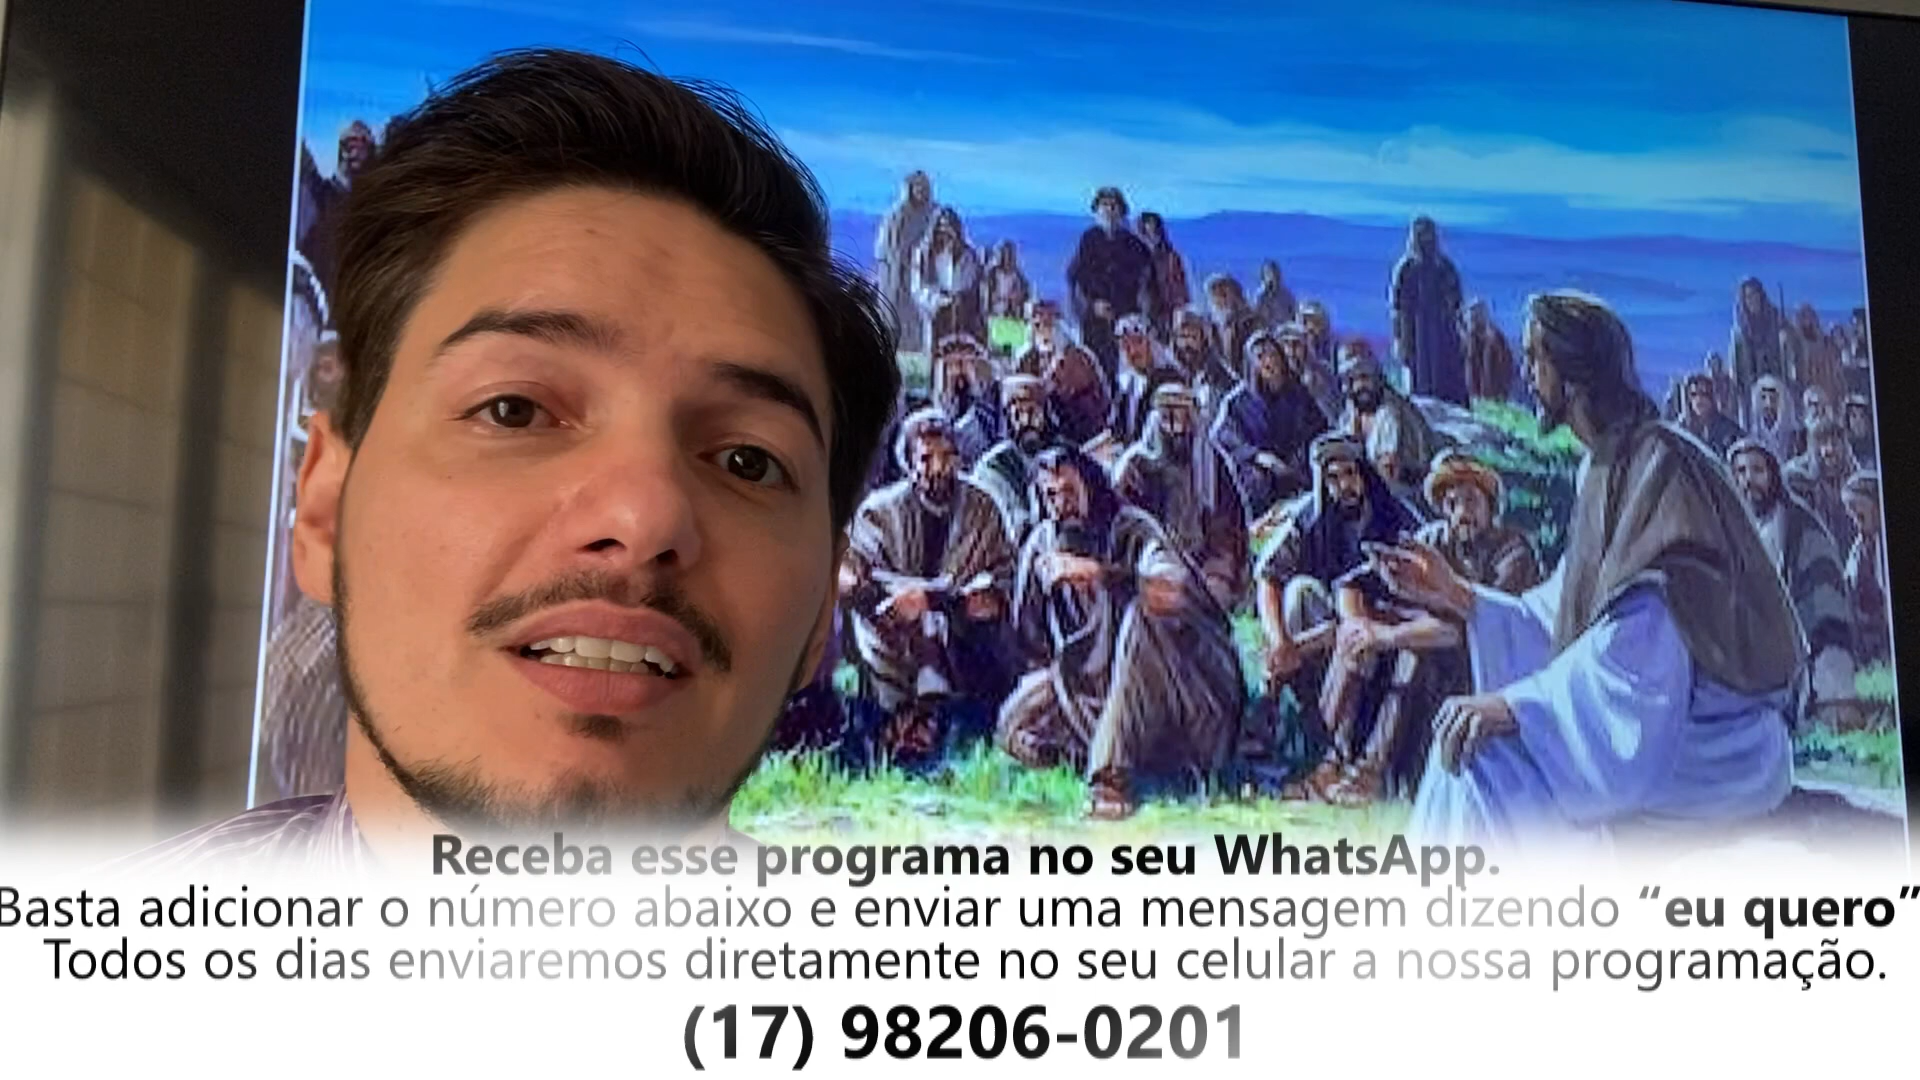 Receba esse programa no seu WhatsApp.
Basta adicionar o número abaixo e enviar uma mensagem dizendo “eu quero”
Todos os dias enviaremos diretamente no seu celular a nossa programação.
(17) 98206-0201